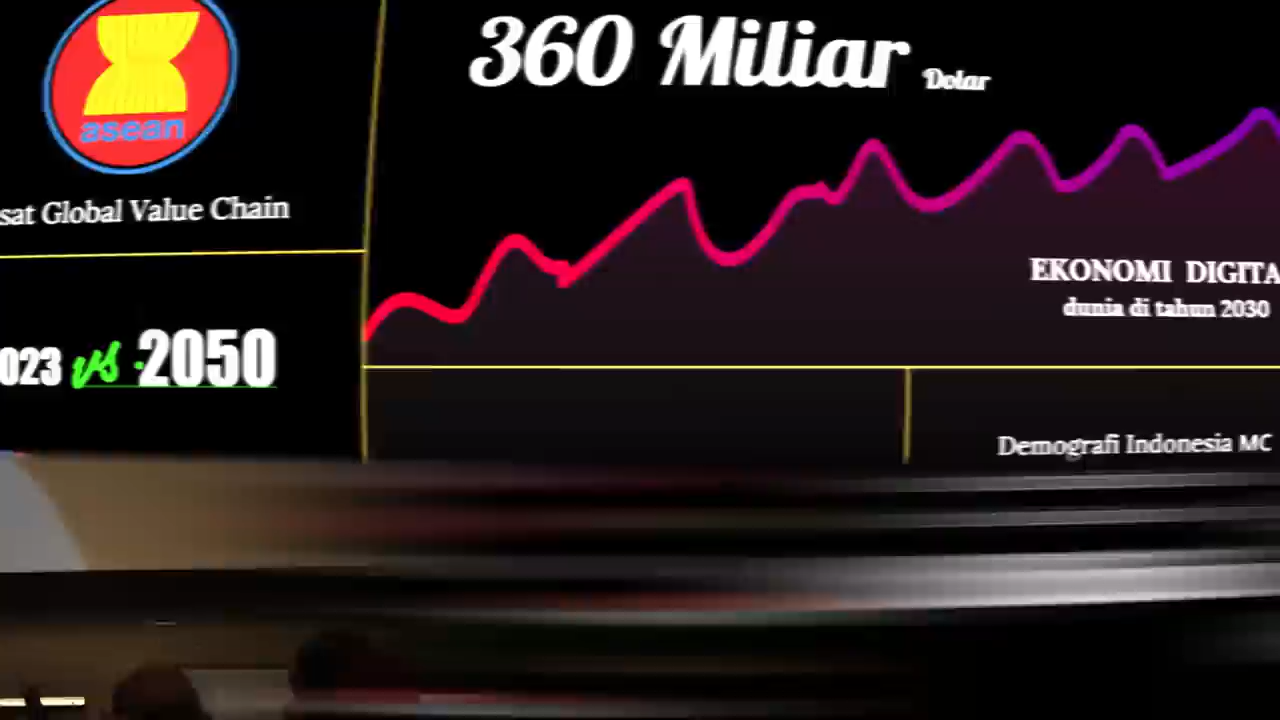 asean
sat Global Value Chain
023 vs 2050
360 Miliar Dolar
EKONOMI DIGITA
dunia di tahun 2030
Demografi Indonesia MC